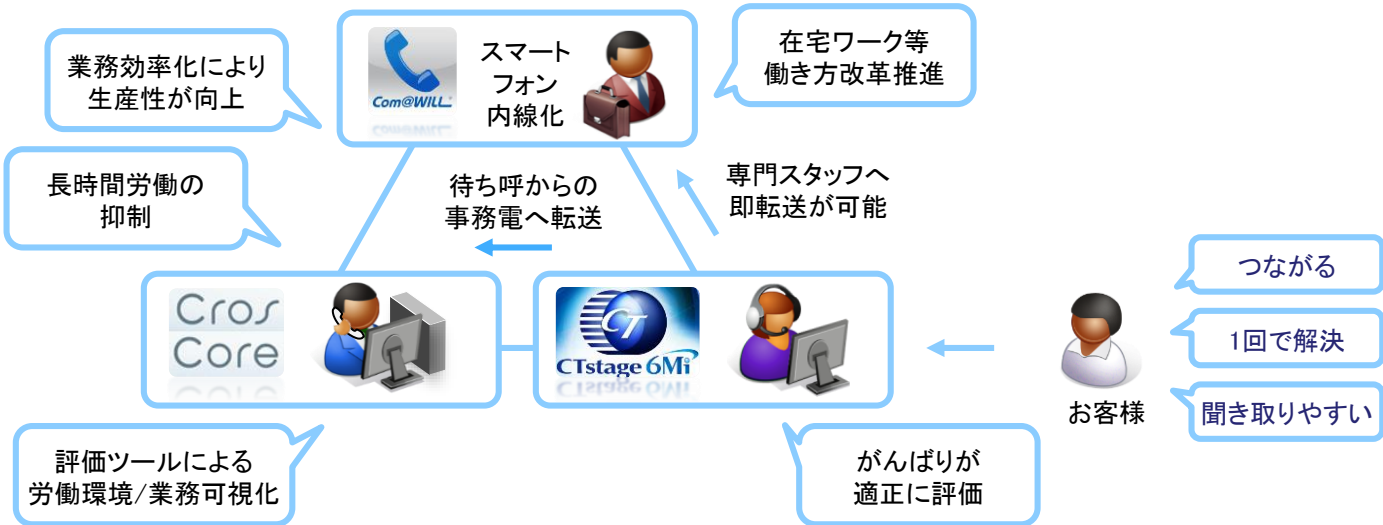 業務効率化により
生産性が向上
Com@WILL
スマート
フォン
内線化
在宅ワーク等
働き方改革推進
長時間労働の
抑制
待ち呼からの
事務電へ転送
専門スタッフへ
即転送が可能
Cros
Core
CT
CTstage 6Mi
お客様
つながる
1回で解決
聞き取りやすい
評価ツールによる
労働環境/業務可視化
がんばりが
適正に評価